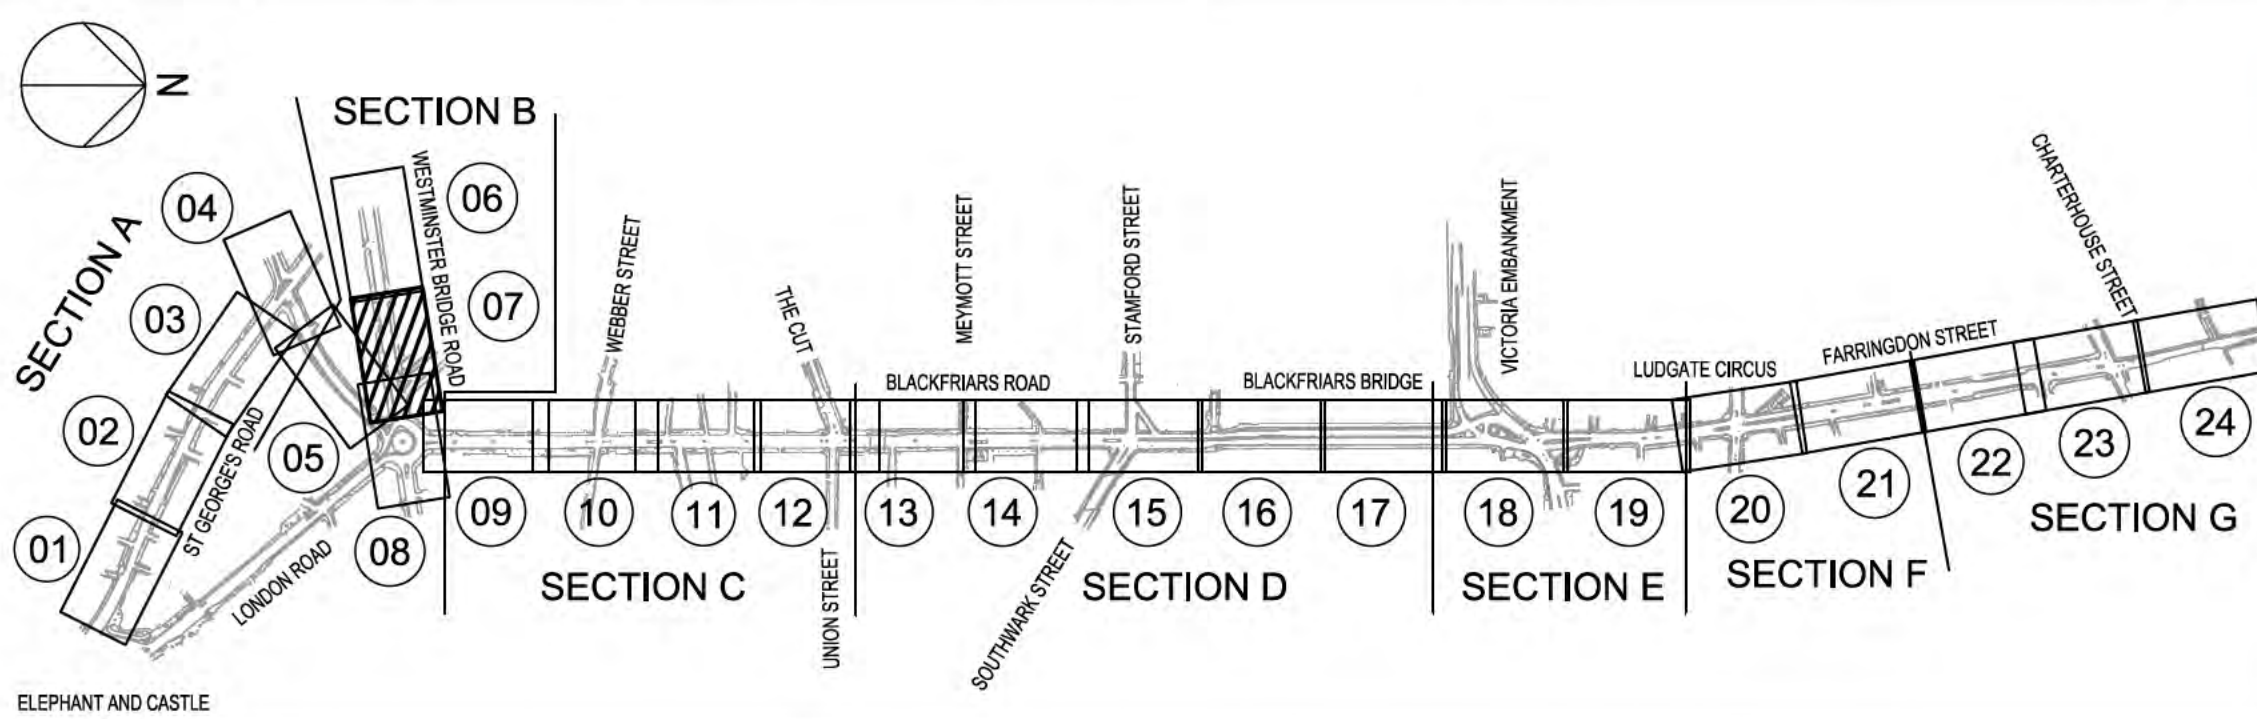 N
SECTION A
SECTION B
01
02
03
04
05
06
07
08
ST GEORGE'S ROAD
LONDON ROAD
WESTMINSTER BRIDGE ROAD
ELEPHANT AND CASTLE
WEBBER STREET
THE CUT
UNION STREET
09
10
11
12
SECTION C
MEYMOTT STREET
BLACKFRIARS ROAD
STAMFORD STREET
SOUTHWARK STREET
BLACKFRIARS BRIDGE
13
14
15
16
17
SECTION D
VICTORIA EMBANKMENT
18
19
SECTION E
LUDGATE CIRCUS
FARRINGDON STREET
20
21
SECTION F
CHARTERHOUSE STREET
22
23
24
SECTION G